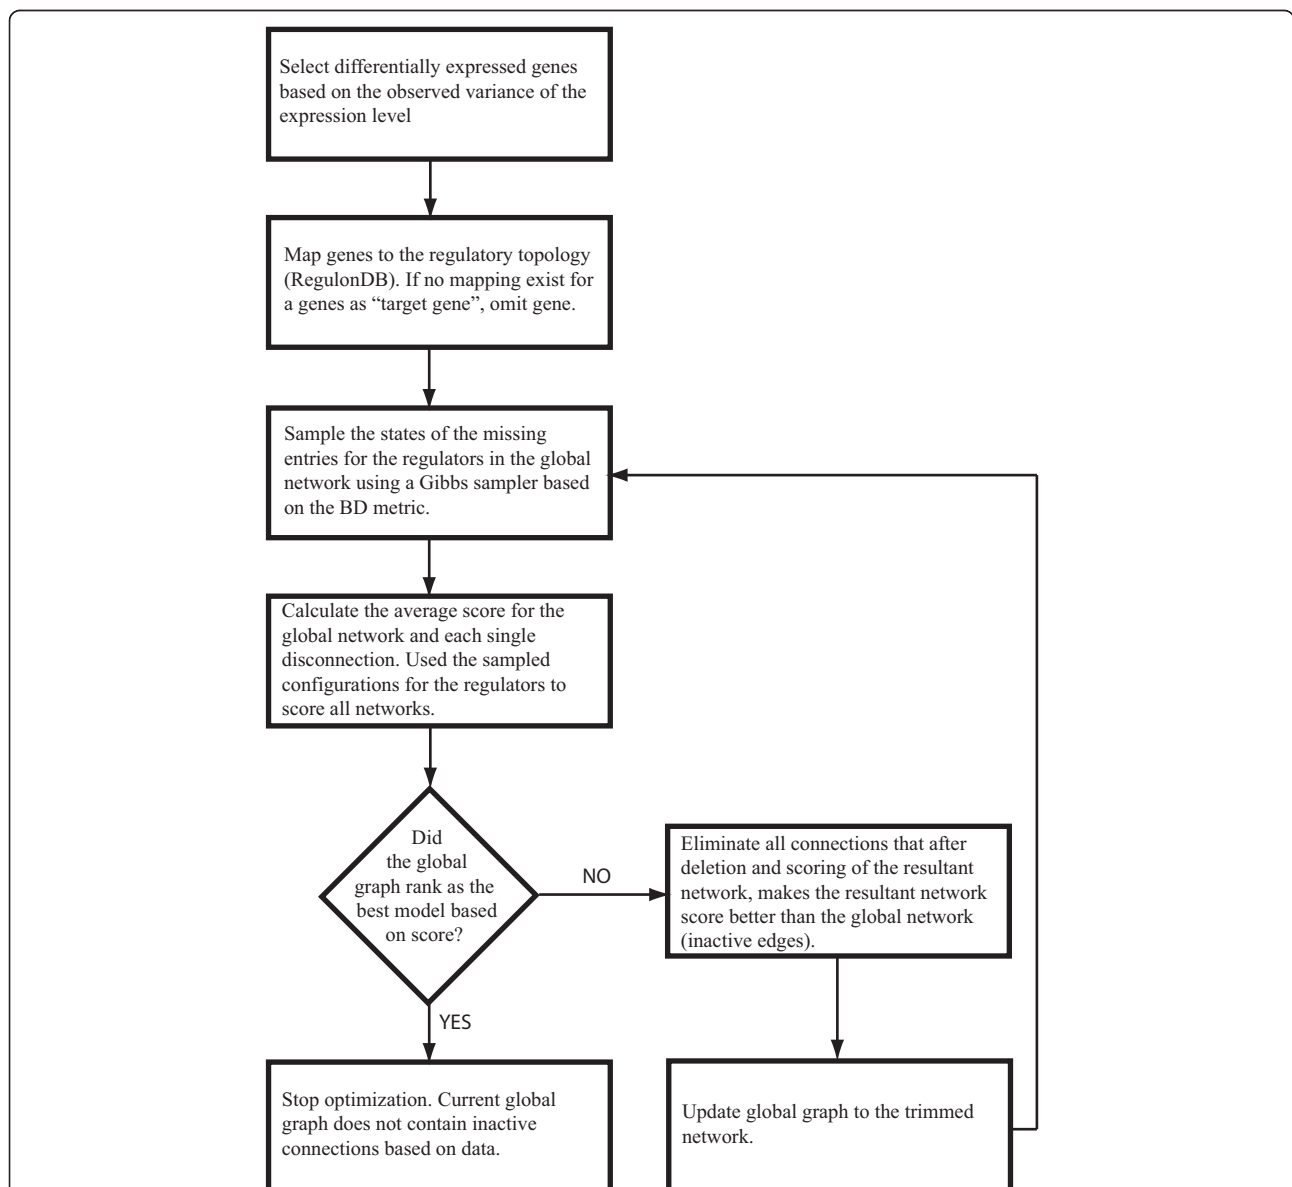 Select differentially expressed genes
based on the observed variance of the
expression level
Map genes to the regulatory topology
(RegulonDB). If no mapping exist for
a genes as “target gene”, omit gene.
Sample the states of the missing
entries for the regulators in the global
network using a Gibbs sampler based
on the BD metric.
Calculate the average score for the
global network and each single
disconnection. Used the sampled
configurations for the regulators to
score all networks.
Did
the global
graph rank as the
best model based
on score?
NO
Eliminate all connections that after
deletion and scoring of the resultant
network, makes the resultant network
score better than the global network
(inactive edges).
YES
Stop optimization. Current global
graph does not contain inactive
connections based on data.
Update global graph to the trimmed
network.